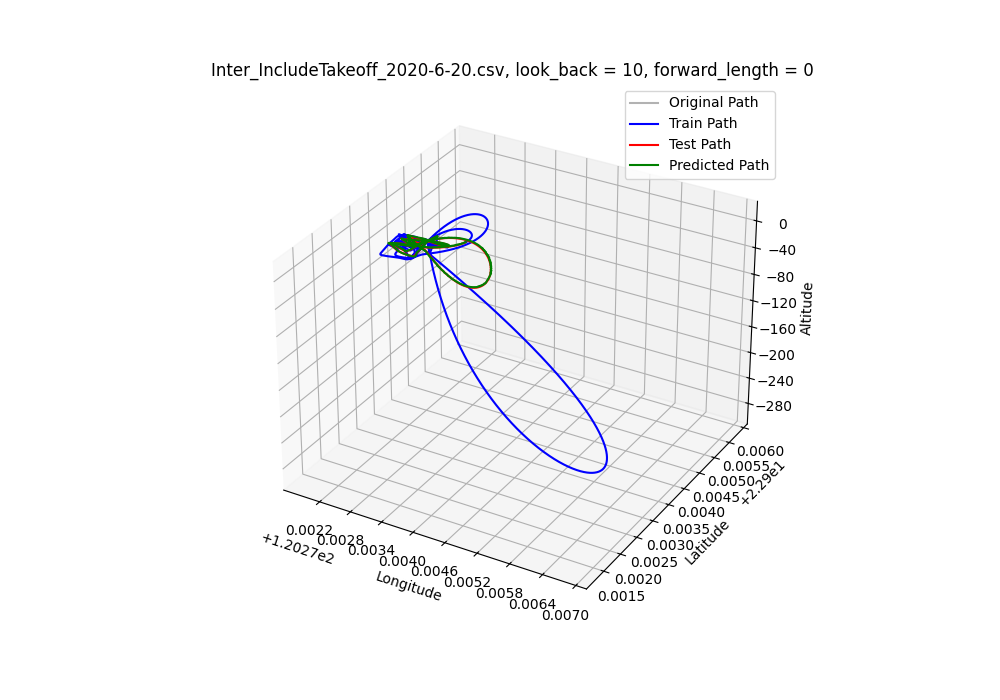 Inter_IncludeTakeoff_2020-6-20.csv, look_back = 10, forward_length = 0
Original Path
Train Path
Test Path
Predicted Path
0
−40
−80
−120
−160
−200
−240
−280
Altitude
0.0060
0.0055
0.0050
0.0045
0.0040
0.0035
0.0030
0.0025
0.0020
0.0015
+2.29e1
Latitude
0.0022
0.0028
0.0034
0.0040
0.0046
0.0052
0.0058
0.0064
0.0070
+1.2027e2
Longitude